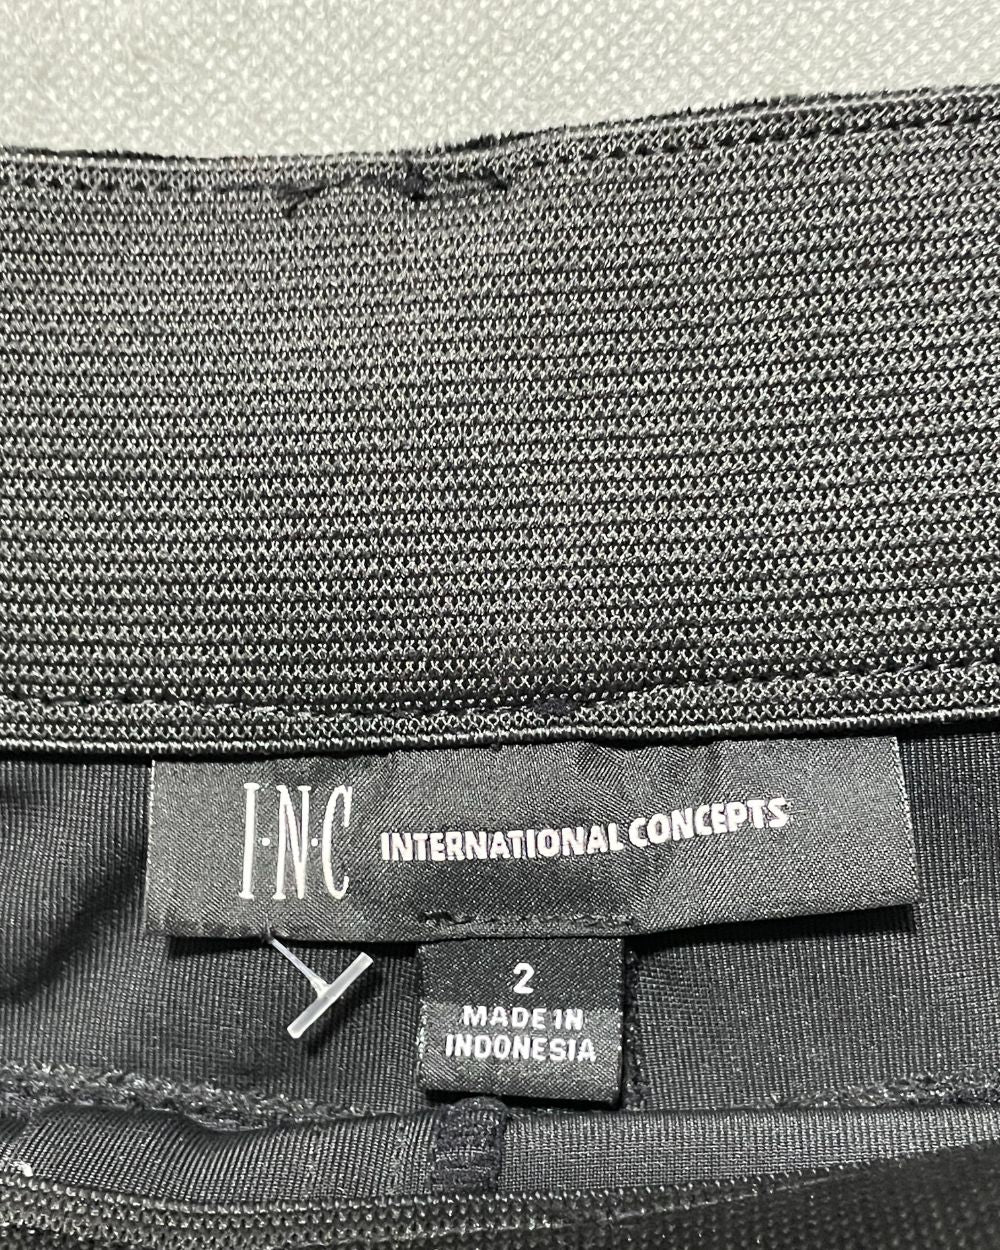 I·N·C INTERNATIONAL CONCEPTS
2
MADE IN
INDONESIA